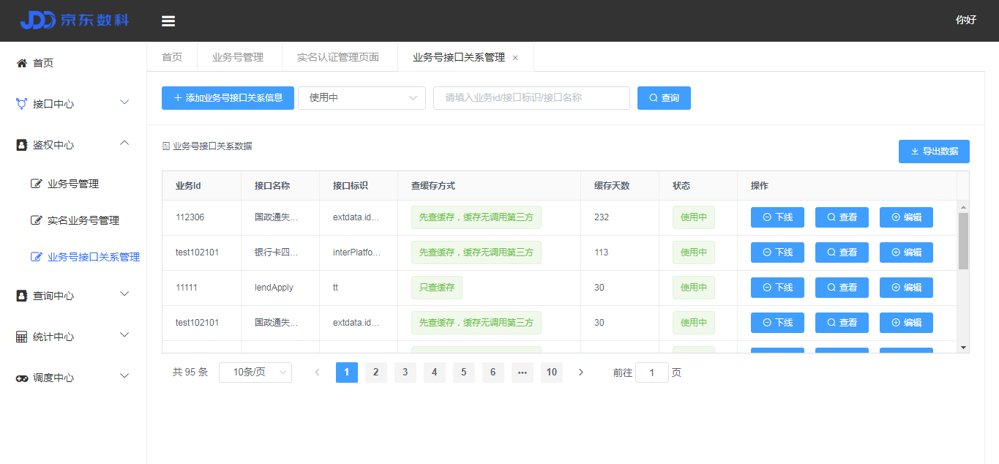 JDD 京东数科
你好
首页
接口中心
鉴权中心
业务号管理
实名业务号管理
业务号接口关系管理
查询中心
统计中心
调度中心
首页 业务号管理 实名认证管理页面 业务号接口关系管理 ×
+ 添加业务号接口关系信息 使用中 请填入业务id/接口标识/接口名称 查询
业务号接口关系数据
导出数据
业务Id 接口名称 接口标识 查缓存方式 缓存天数 状态 操作
112306 国政通失... extdata.id... 先查缓存，缓存无调用第三方 232 使用中 下线 查看 编辑
test102101 银行卡四... interPlatfo... 先查缓存，缓存无调用第三方 113 使用中 下线 查看 编辑
11111 lendApply tt 只查缓存 30 使用中 下线 查看 编辑
test102101 国政通失... extdata.id... 先查缓存，缓存无调用第三方 30 使用中 下线 查看 编辑
共 95 条 10条/页 < 1 2 3 4 5 6 ··· 10 > 前往 1 页